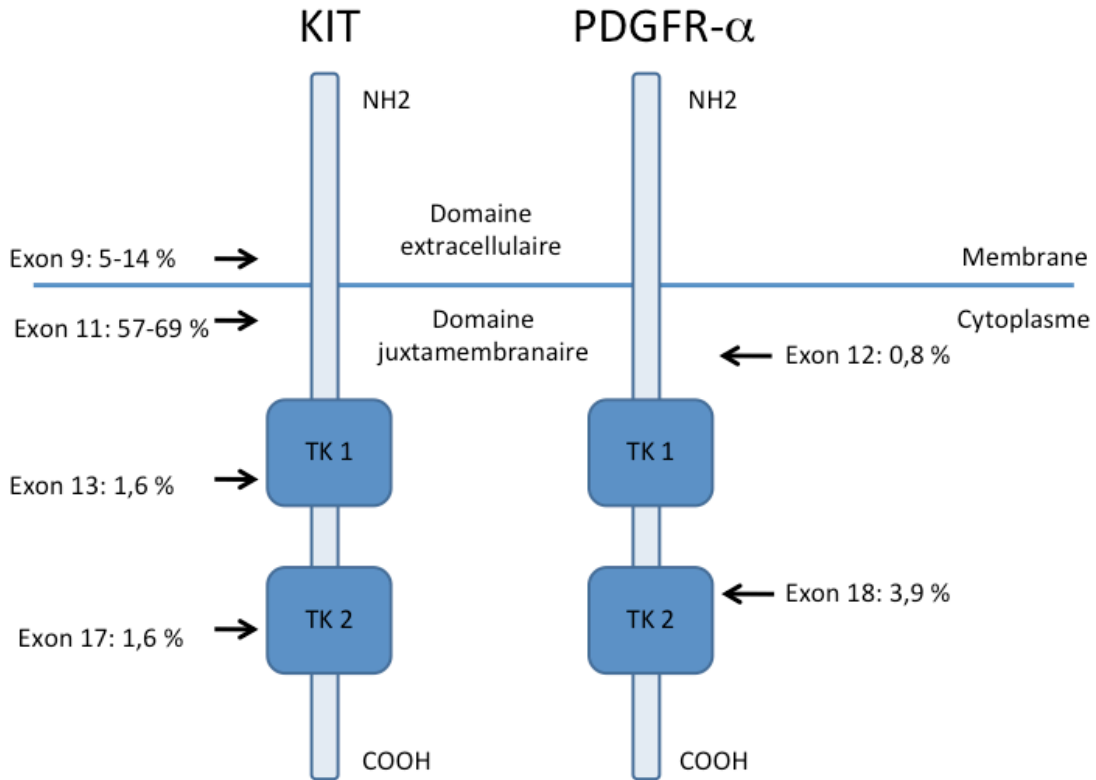 KIT
PDGFR-α
NH2
NH2
Domaine
extracellulaire
Exon 9: 5-14 %
Membrane
Exon 11: 57-69 %
Domaine
juxtamembranaire
Cytoplasme
Exon 12: 0,8 %
TK 1
TK 1
Exon 13: 1,6 %
Exon 18: 3,9 %
TK 2
TK 2
Exon 17: 1,6 %
COOH
COOH